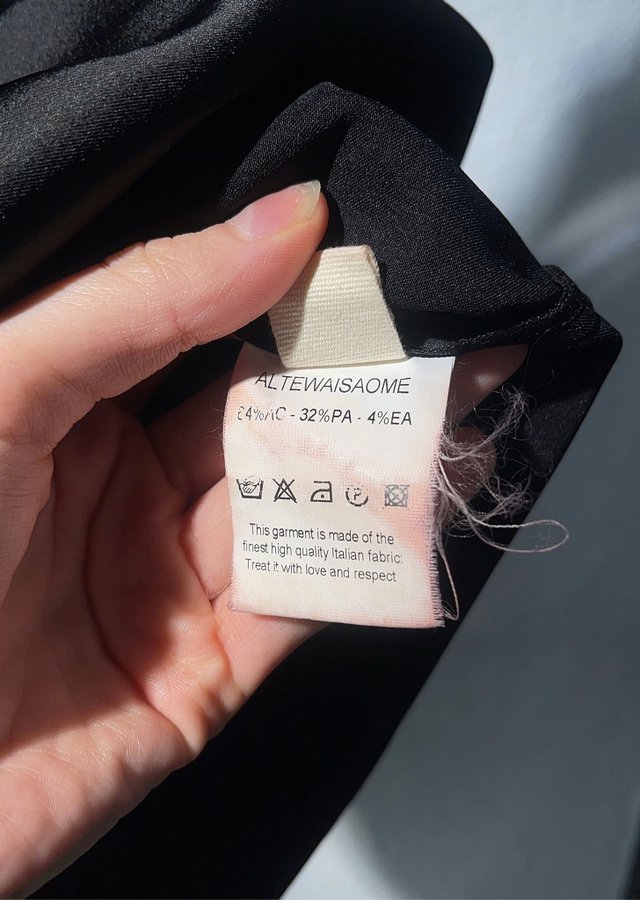 ALTEWAISAOME
64%AC - 32%PA - 4%EA
This garment is made of the
finest high quality Italian fabric:
Treat it with love and respect